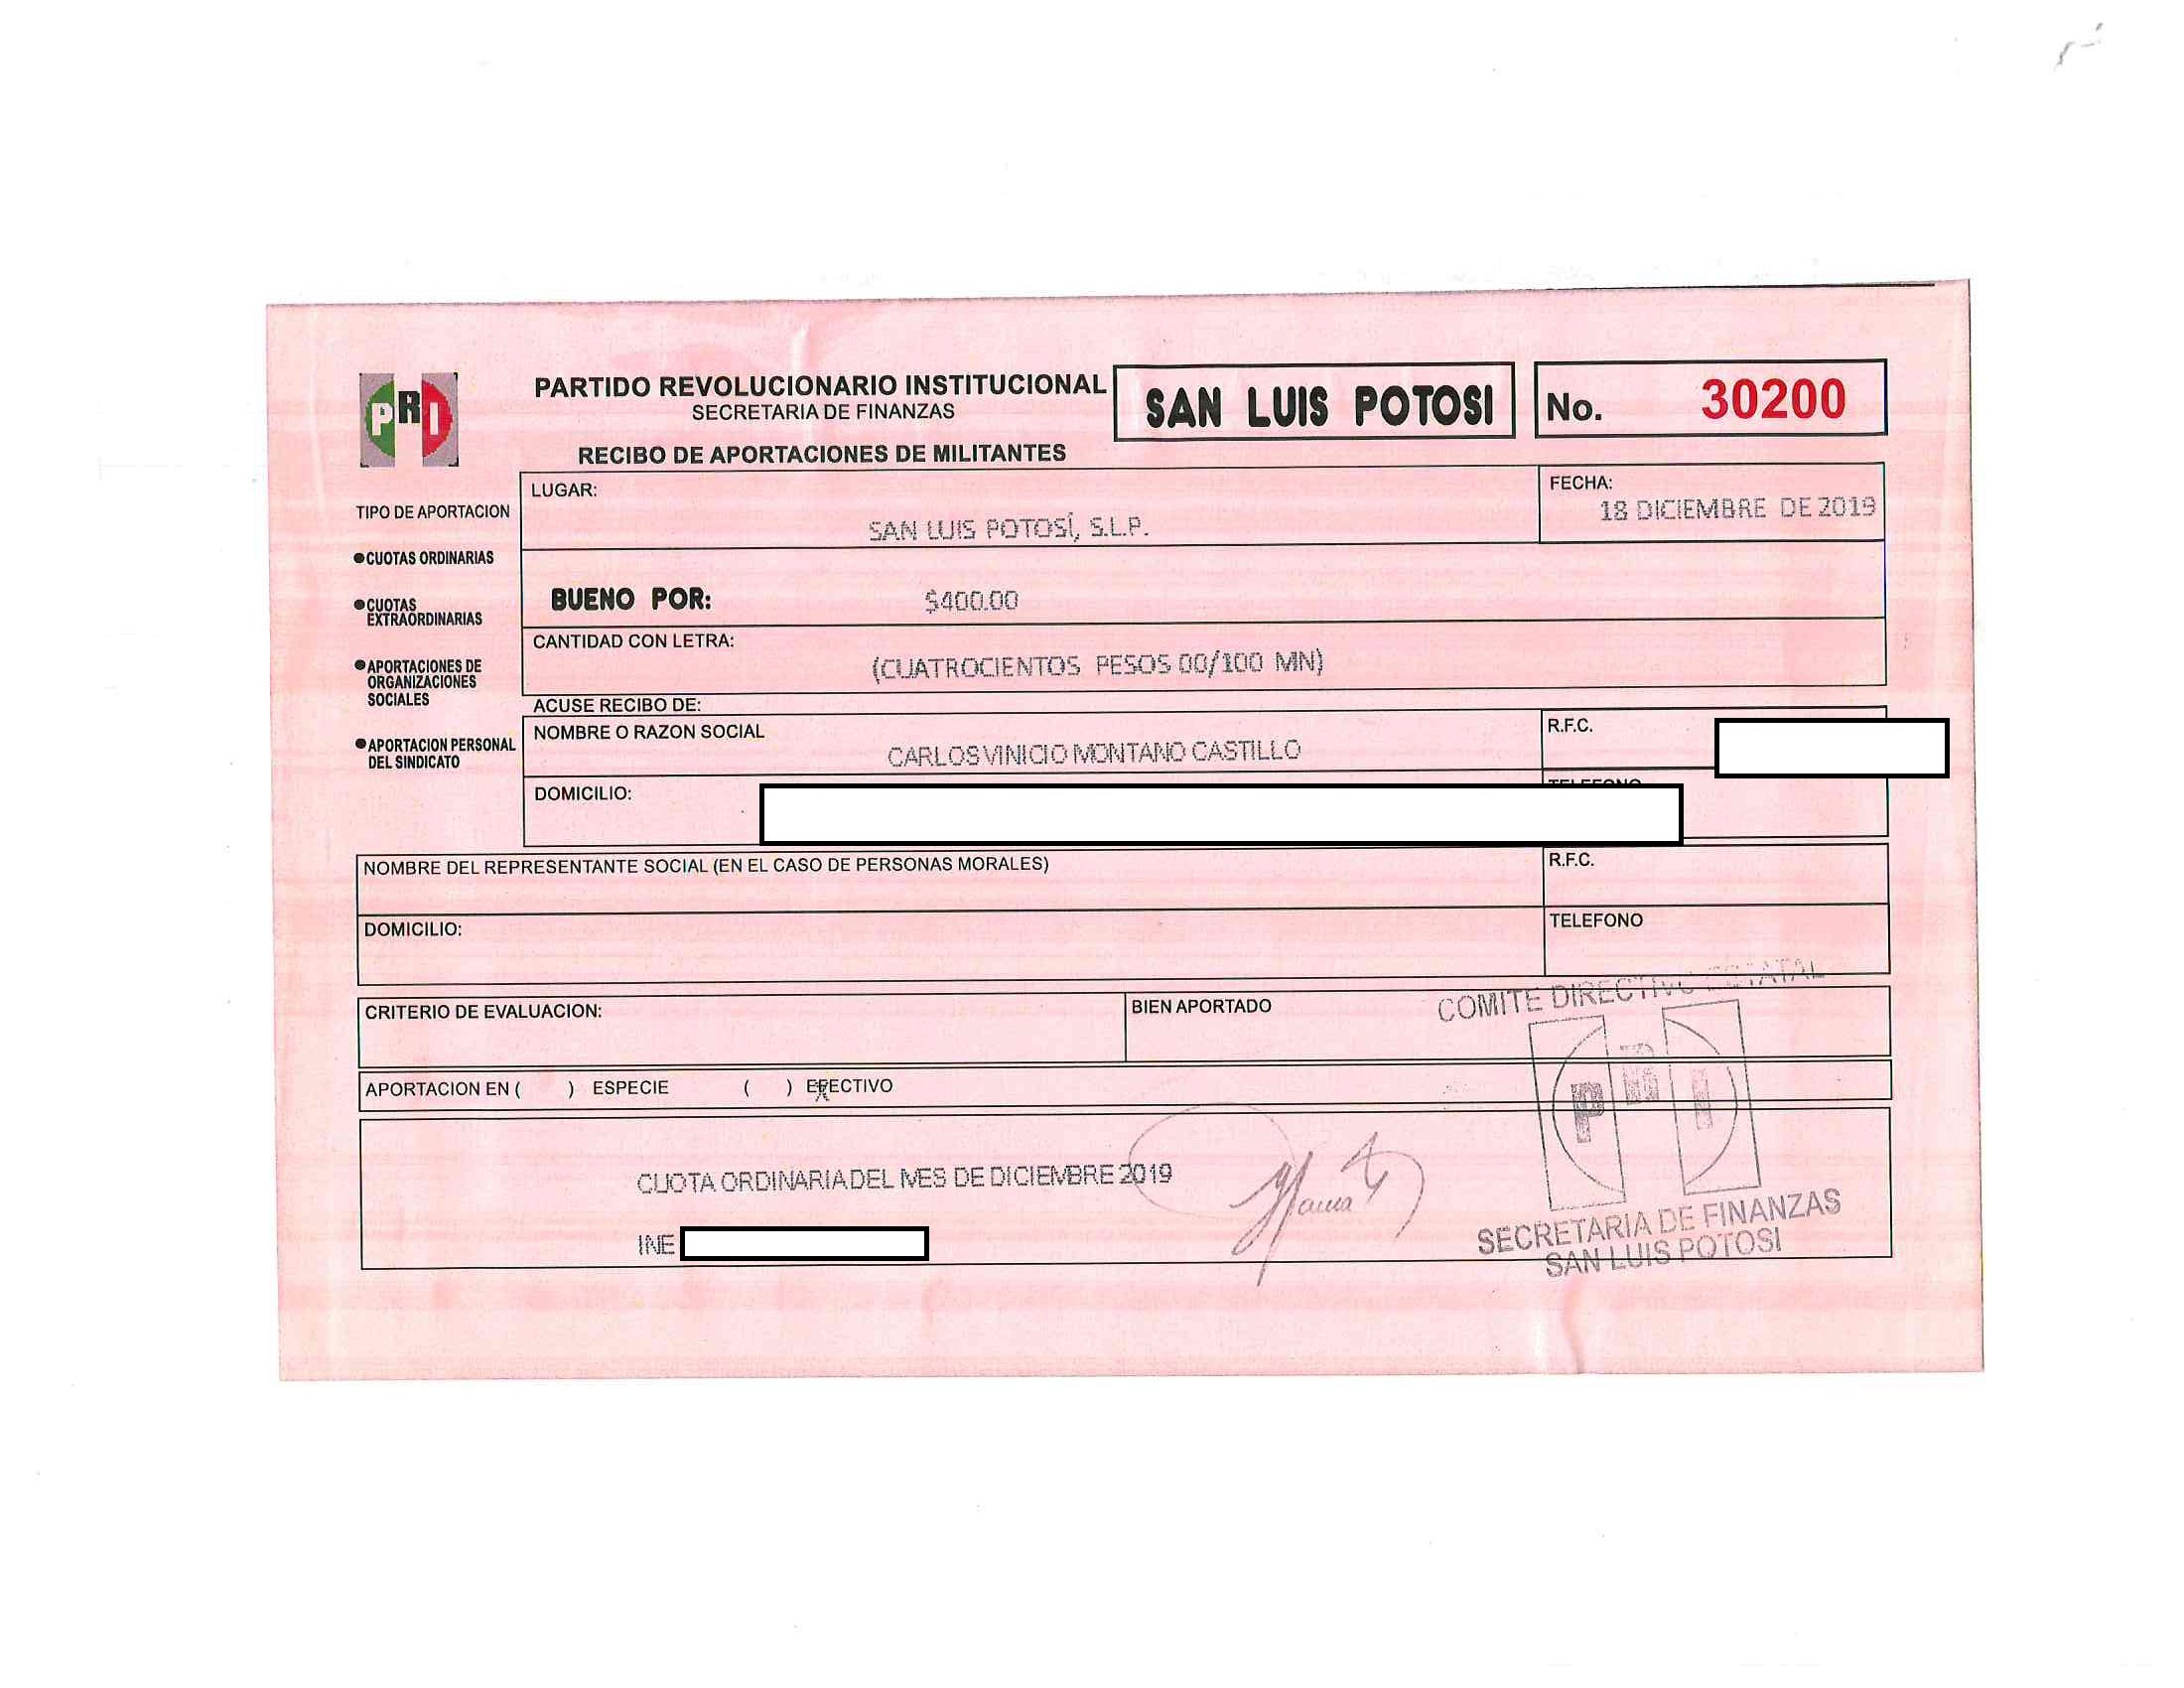 PRI
PARTIDO REVOLUCIONARIO INSTITUCIONAL
SECRETARIA DE FINANZAS
RECIBO DE APORTACIONES DE MILITANTES
SAN LUIS POTOSI
No. 30200
TIPO DE APORTACION
●CUOTAS ORDINARIAS
●CUOTAS
EXTRAORDINARIAS
●APORTACIONES DE
ORGANIZACIONES
SOCIALES
●APORTACION PERSONAL
DEL SINDICATO
LUGAR:
SAN LUIS POTOSÍ, S.L.P.
FECHA:
18 DICIEMBRE DE 2019
BUENO POR: $400.00
CANTIDAD CON LETRA:
(CUATROCIENTOS PESOS 00/100 MN)
ACUSE RECIBO DE:
NOMBRE O RAZON SOCIAL
CARLOS VINICIO MONTANO CASTILLO
R.F.C.
DOMICILIO:
TELEFONO
NOMBRE DEL REPRESENTANTE SOCIAL (EN EL CASO DE PERSONAS MORALES)
R.F.C.
DOMICILIO:
TELEFONO
CRITERIO DE EVALUACION:
BIEN APORTADO
APORTACION EN ( ) ESPECIE ( ) EFECTIVO
CUOTA ORDINARIA DEL MES DE DICIEMBRE 2019
INE
COMITE DIRECTIVO ESTATAL
PRI
SECRETARIA DE FINANZAS
SAN LUIS POTOSI